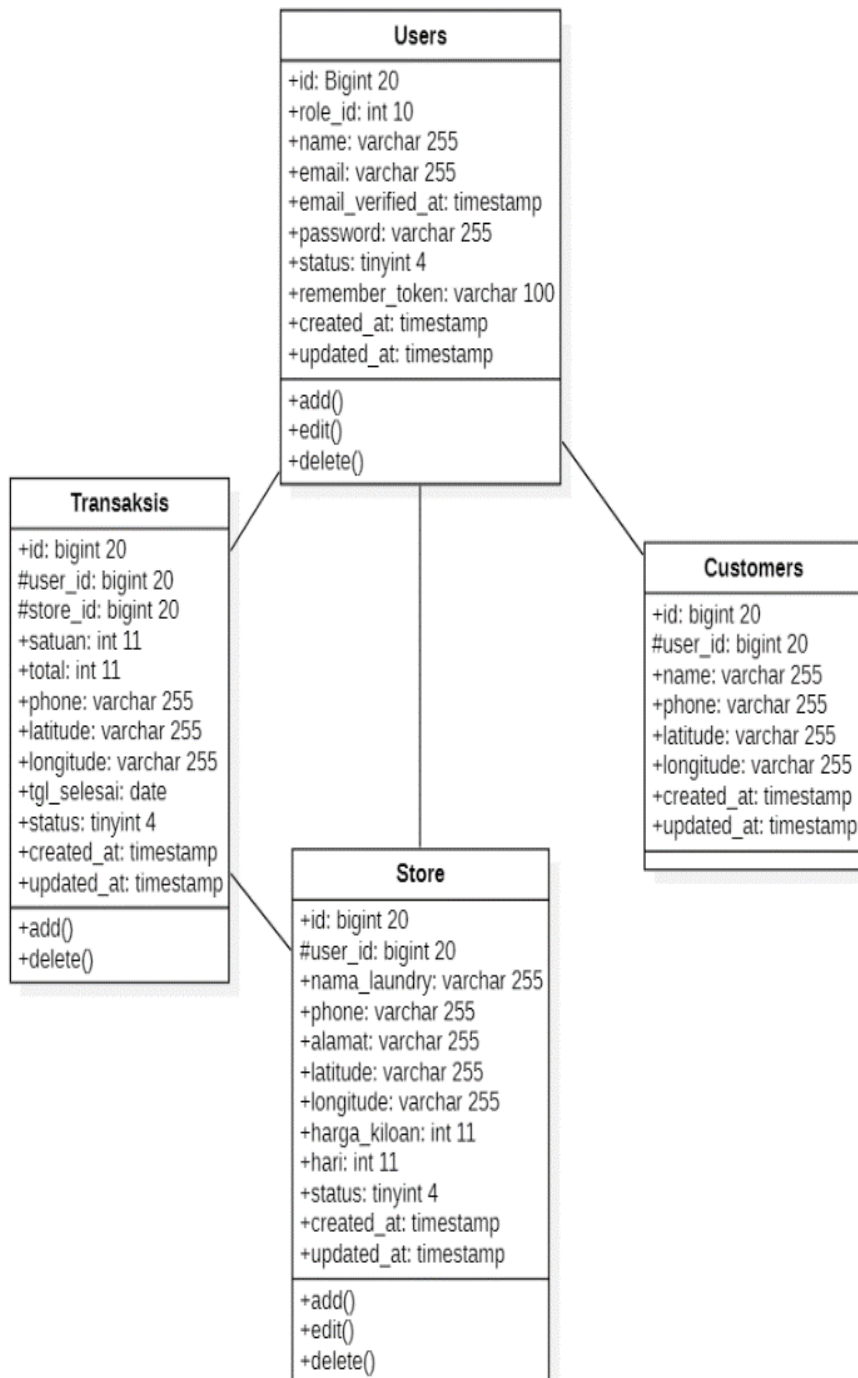 Users
+id: Bigint 20
+role_id: int 10
+name: varchar 255
+email: varchar 255
+email_verified_at: timestamp
+password: varchar 255
+status: tinyint 4
+remember_token: varchar 100
+created_at: timestamp
+updated_at: timestamp
+add()
+edit()
+delete()
Transaksis
+id: bigint 20
#user_id: bigint 20
#store_id: bigint 20
+satuan: int 11
+total: int 11
+phone: varchar 255
+latitude: varchar 255
+longitude: varchar 255
+tgl_selesai: date
+status: tinyint 4
+created_at: timestamp
+updated_at: timestamp
+add()
+delete()
Customers
+id: bigint 20
#user_id: bigint 20
+name: varchar 255
+phone: varchar 255
+latitude: varchar 255
+longitude: varchar 255
+created_at: timestamp
+updated_at: timestamp
Store
+id: bigint 20
#user_id: bigint 20
+nama_laundry: varchar 255
+phone: varchar 255
+alamat: varchar 255
+latitude: varchar 255
+longitude: varchar 255
+harga_kiloan: int 11
+hari: int 11
+status: tinyint 4
+created_at: timestamp
+updated_at: timestamp
+add()
+edit()
+delete()